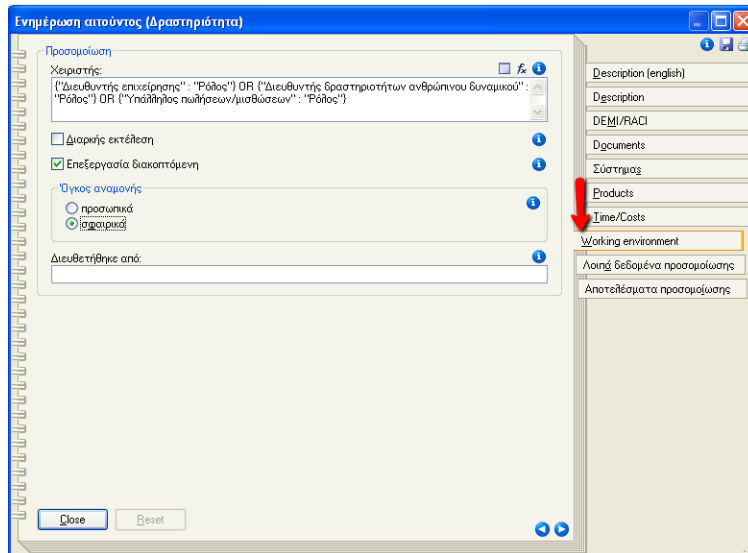 Ενημέρωση αιτούντος (Δραστηριότητα)
Προσομοίωση
Χειριστής:
{"Διευθυντής επιχείρησης" : "Ρόλος"} OR {"Διευθυντής δραστηριοτήτων ανθρώπινου δυναμικού" :
"Ρόλος"} OR {"Υπάλληλος πωλήσεων/μισθώσεων" : "Ρόλος"}
Διαρκής εκτέλεση
Επεξεργασία διακοπτόμενη
Όγκος αναμονής
προσωπικά
σφαιρικά
Διευθετήθηκε από:
Close
Reset
Description (english)
Description
DEMI/RACI
Documents
Σύστημας
Products
Time/Costs
Working environment
Λοιπά δεδομένα προσομοίωσης
Αποτελέσματα προσομοίωσης